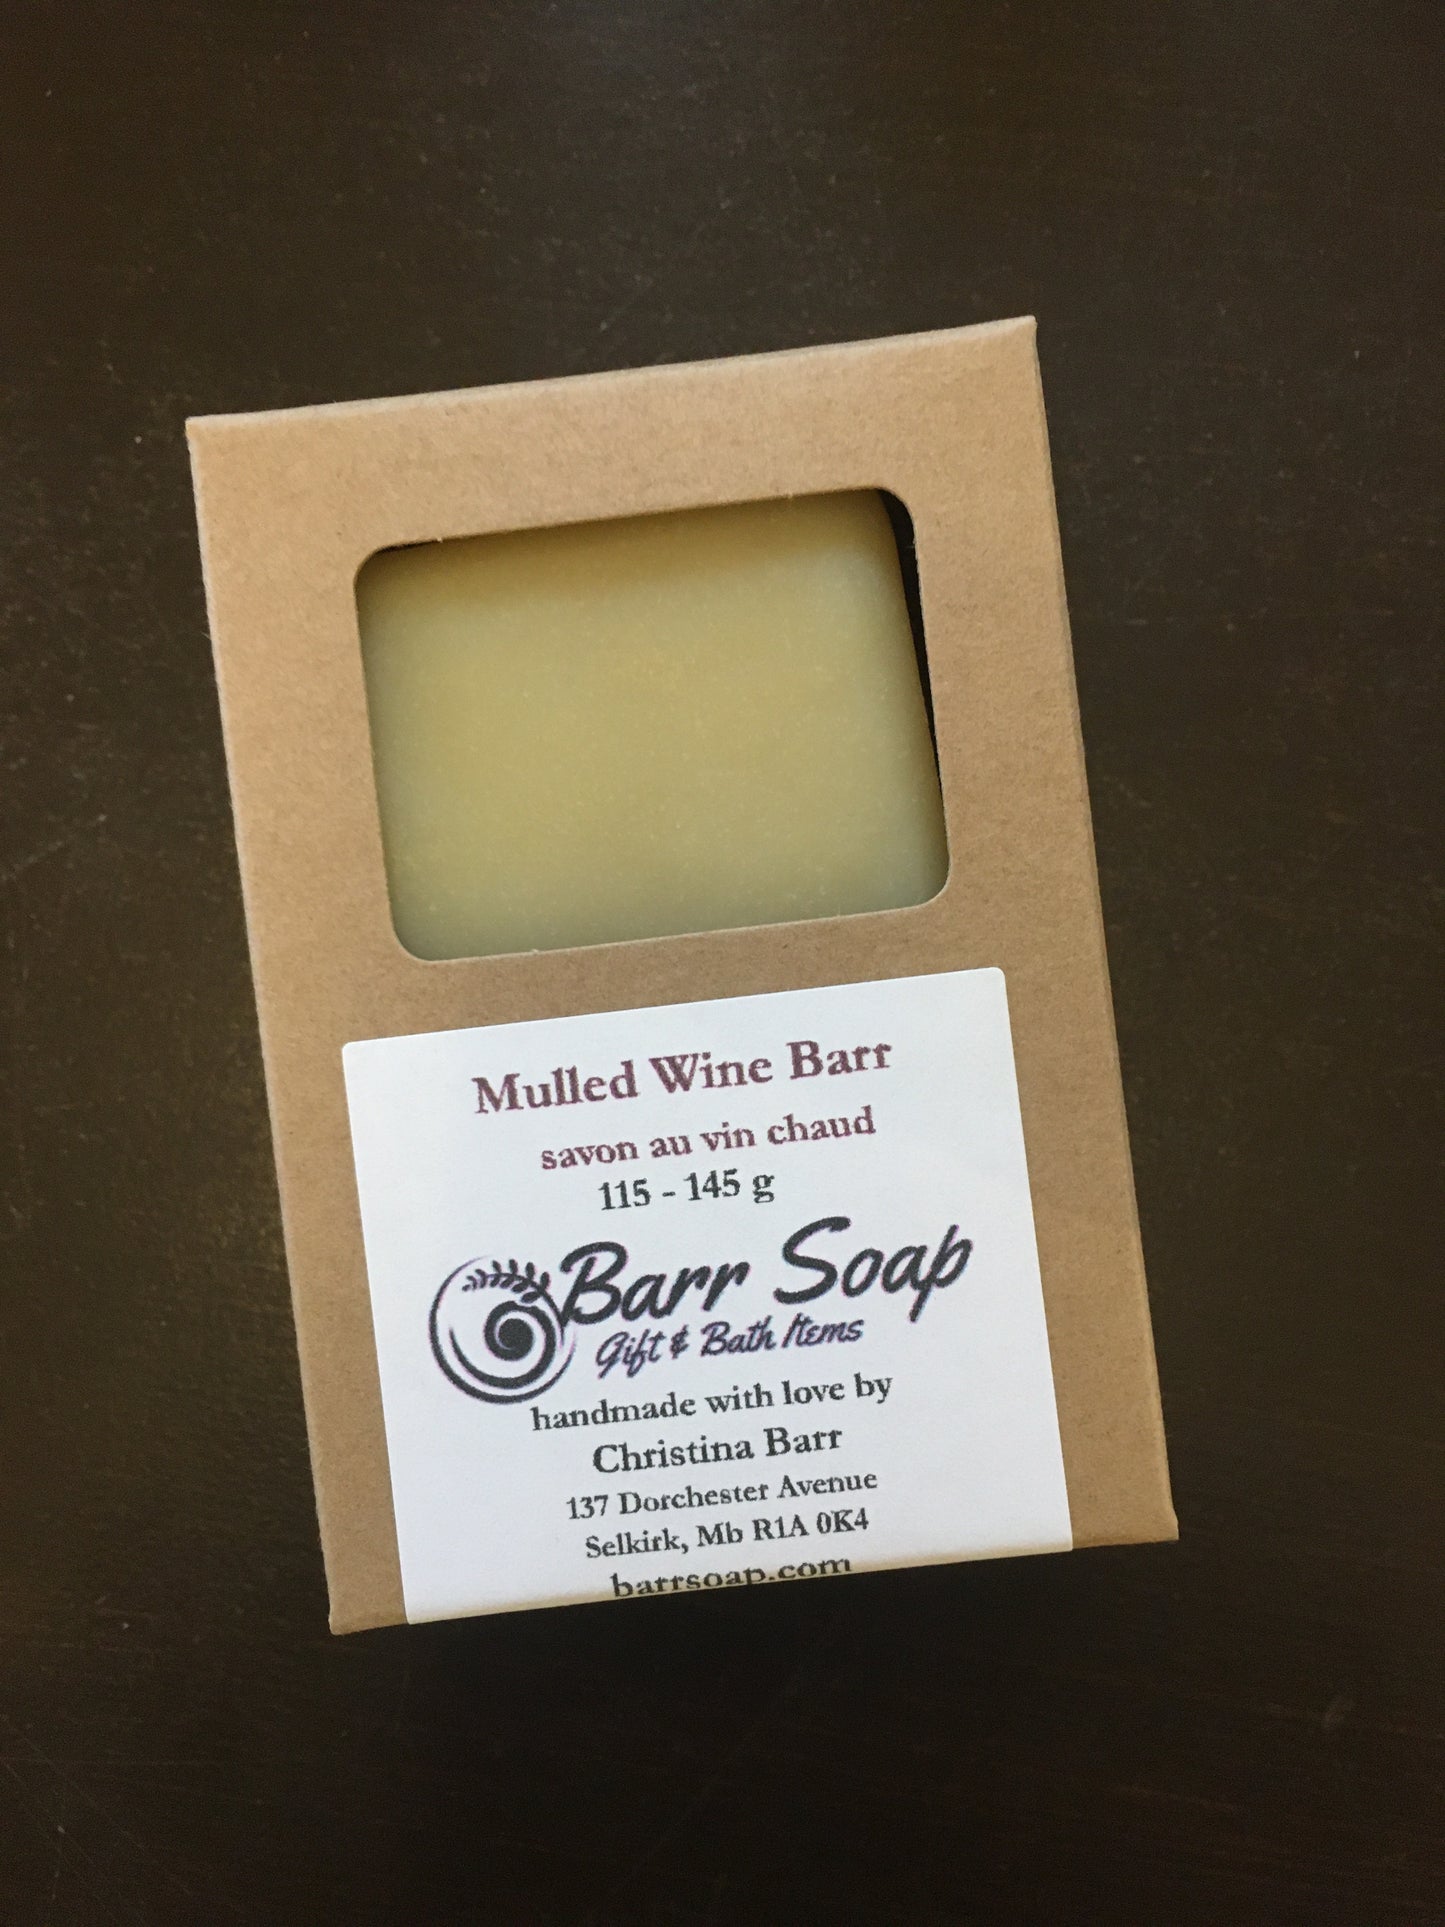 Mulled Wine Barr
savon au vin chaud
115 - 145 g
Barr Soap
Gift & Bath Items
handmade with love by
Christina Barr
137 Dorchester Avenue
Selkirk, Mb R1A 0K4
barrsoap.com